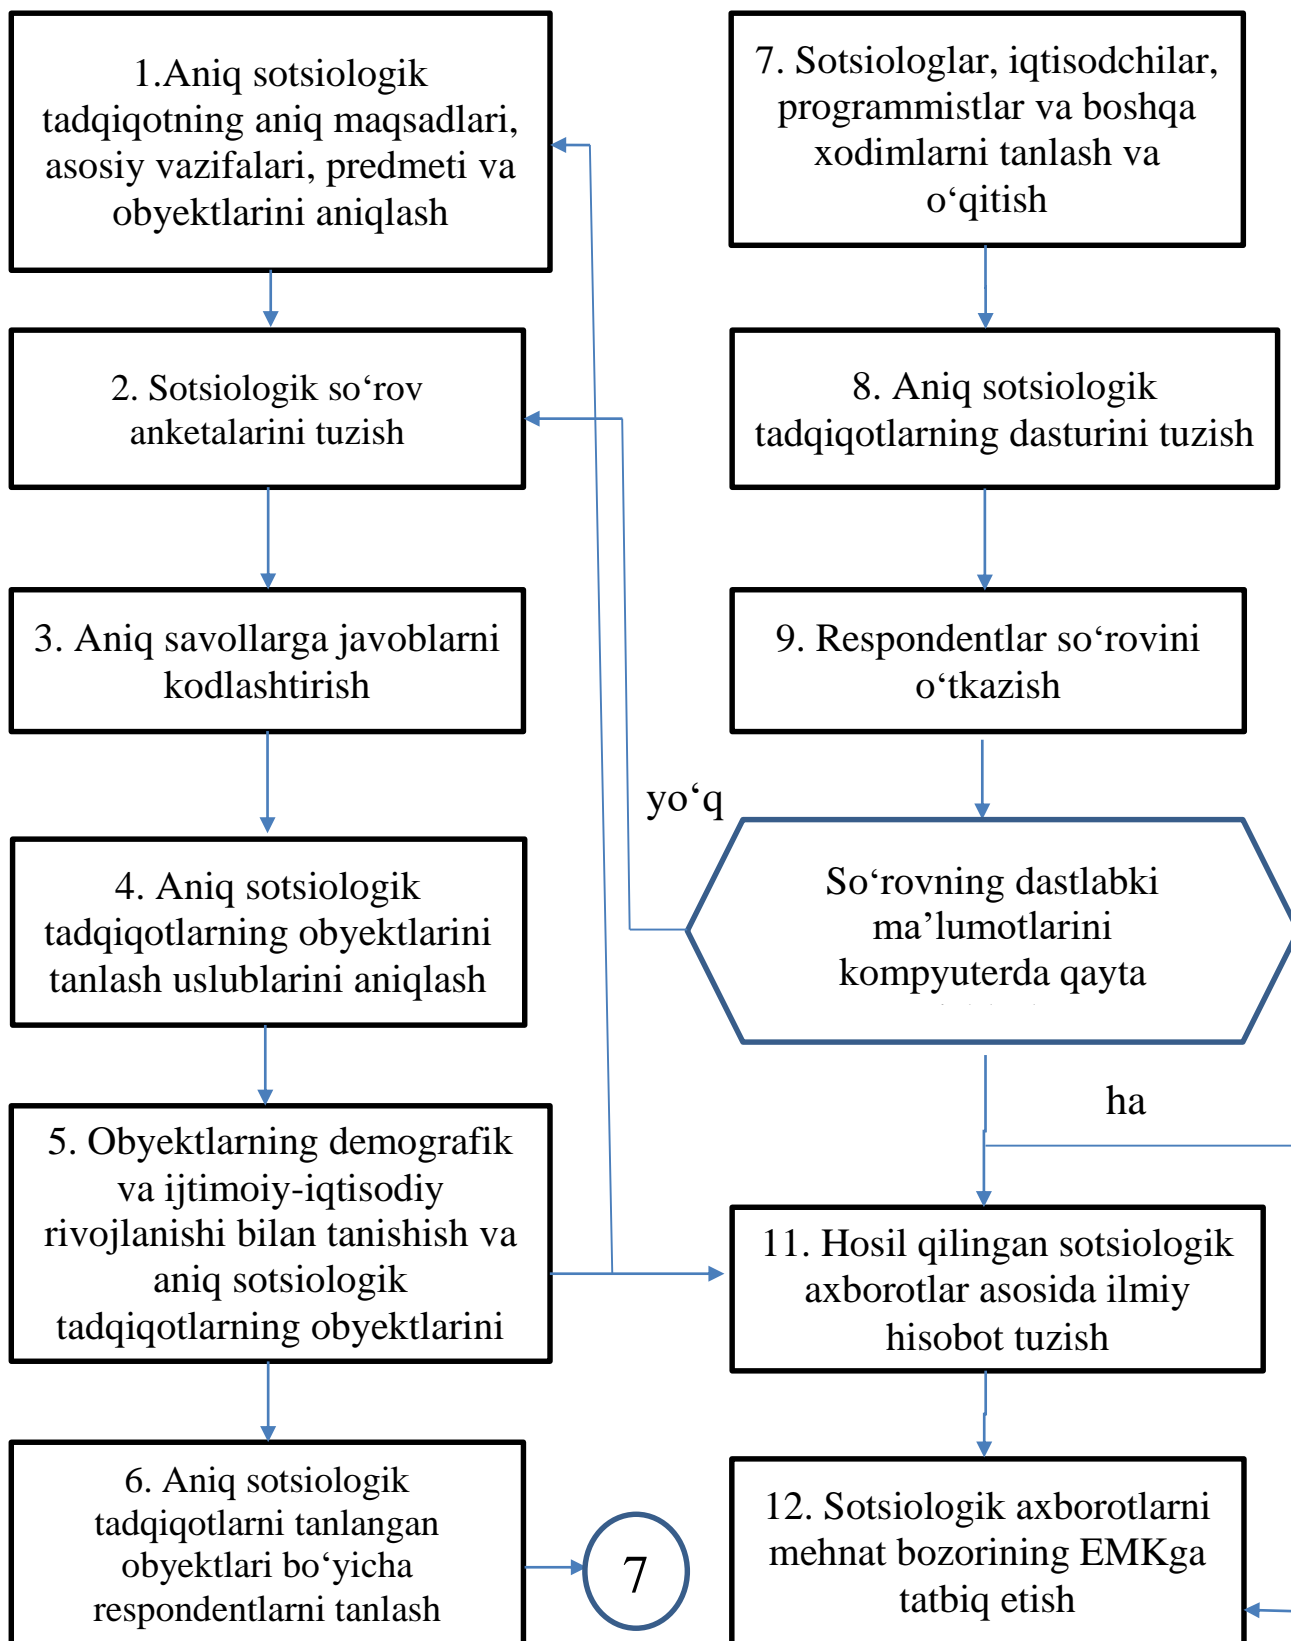 1.Aniq sotsiologik
tadqiqotning aniq maqsadlari,
asosiy vazifalari, predmeti va
obyektlarini aniqlash
2. Sotsiologik so‘rov
anketalarini tuzish
3. Aniq savollarga javoblarni
kodlashtirish
4. Aniq sotsiologik
tadqiqotlarning obyektlarini
tanlash uslublarini aniqlash
5. Obyektlarning demografik
va ijtimoiy-iqtisodiy
rivojlanishi bilan tanishish va
aniq sotsiologik
tadqiqotlarning obyektlarini
6. Aniq sotsiologik
tadqiqotlarni tanlangan
obyektlari bo‘yicha
respondentlarni tanlash
7
7. Sotsiologlar, iqtisodchilar,
programmistlar va boshqa
xodimlarni tanlash va
o‘qitish
8. Aniq sotsiologik
tadqiqotlarning dasturini tuzish
9. Respondentlar so‘rovini
o‘tkazish
yo‘q
So‘rovning dastlabki
ma’lumotlarini
kompyuterda qayta
ha
11. Hosil qilingan sotsiologik
axborotlar asosida ilmiy
hisobot tuzish
12. Sotsiologik axborotlarni
mehnat bozorining EMKga
tatbiq etish